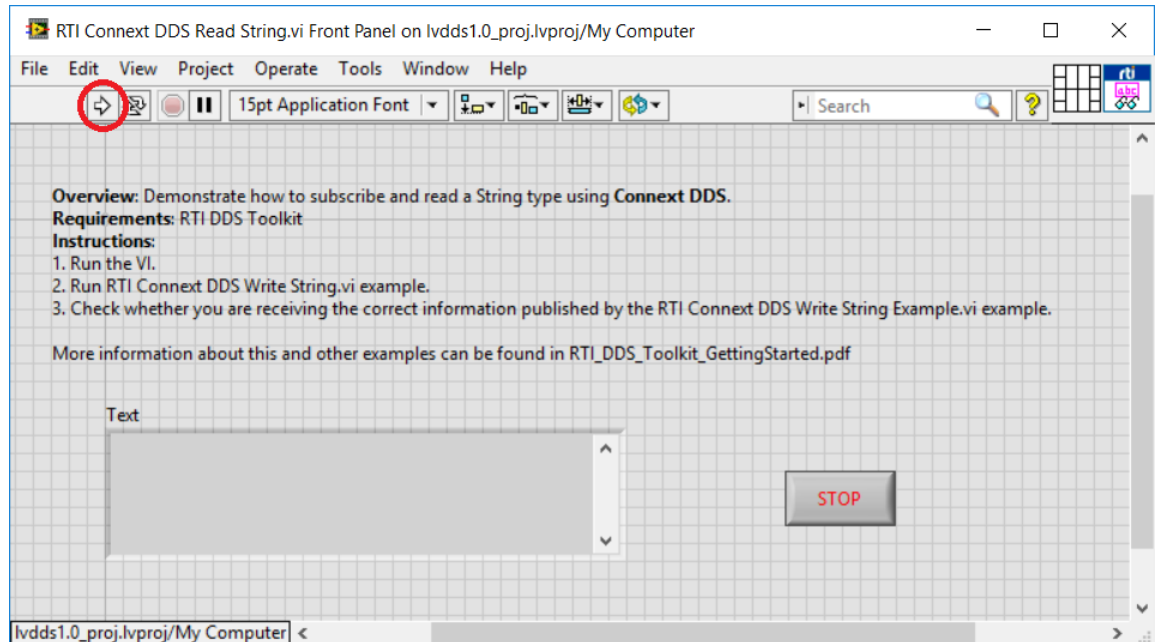 RTI Connext DDS Read String.vi Front Panel on lvdds1.0_proj.lvproj/My Computer
File Edit View Project Operate Tools Window Help
15pt Application Font
Search
rti
abc
Overview: Demonstrate how to subscribe and read a String type using Connext DDS.
Requirements: RTI DDS Toolkit
Instructions:
1. Run the VI.
2. Run RTI Connext DDS Write String.vi example.
3. Check whether you are receiving the correct information published by the RTI Connext DDS Write String Example.vi example.
More information about this and other examples can be found in RTI_DDS_Toolkit_GettingStarted.pdf
Text
STOP
lvdds1.0_proj.lvproj/My Computer